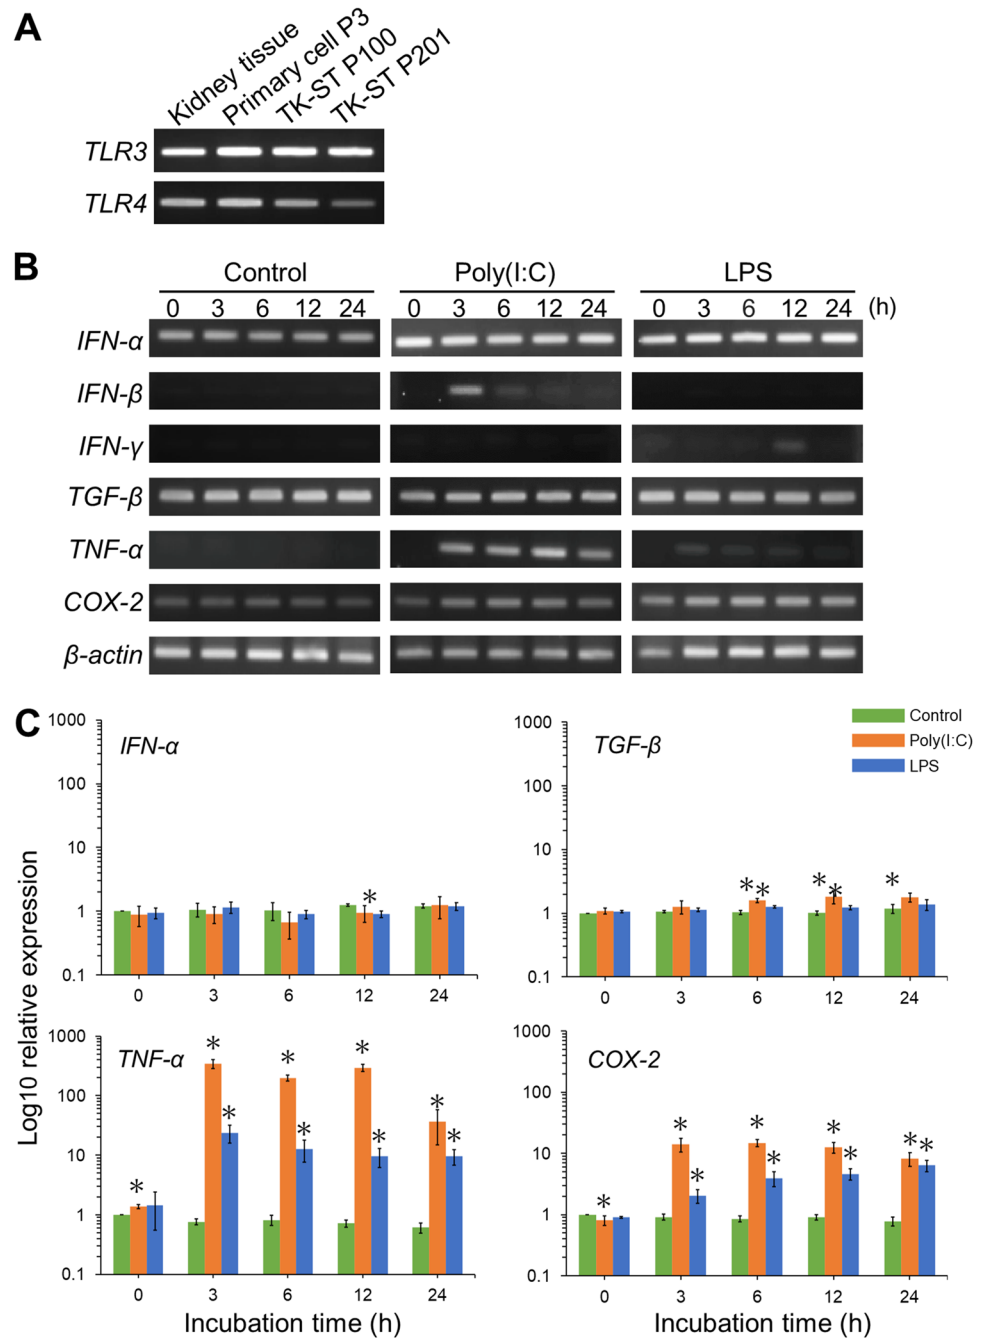 A
Kidney tissue
Primary cell P3
TK-ST P100
TK-ST P201
TLR3
TLR4
B
Control Poly(I:C) LPS
0 3 6 12 24 0 3 6 12 24 0 3 6 12 24 (h)
IFN-α
IFN-β
IFN-γ
TGF-β
TNF-α
COX-2
β-actin
C
Log10 relative expression
IFN-α
1000
100
10
1
0.1
0 3 6 12 24
*
TGF-β
1000
100
10
1
0.1
0 3 6 12 24
* * * * *
Control
Poly(I:C)
LPS
TNF-α
1000
100
10
1
0.1
0 3 6 12 24
* * * * * * * * *
Incubation time (h)
COX-2
1000
100
10
1
0.1
0 3 6 12 24
* * * * * * * * *
Incubation time (h)